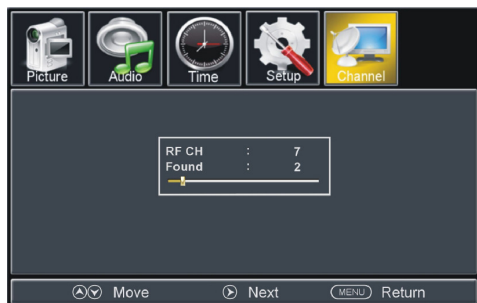 Picture Audio Time Setup Channel
RF CH : 7
Found : 2
Move Next MENU Return